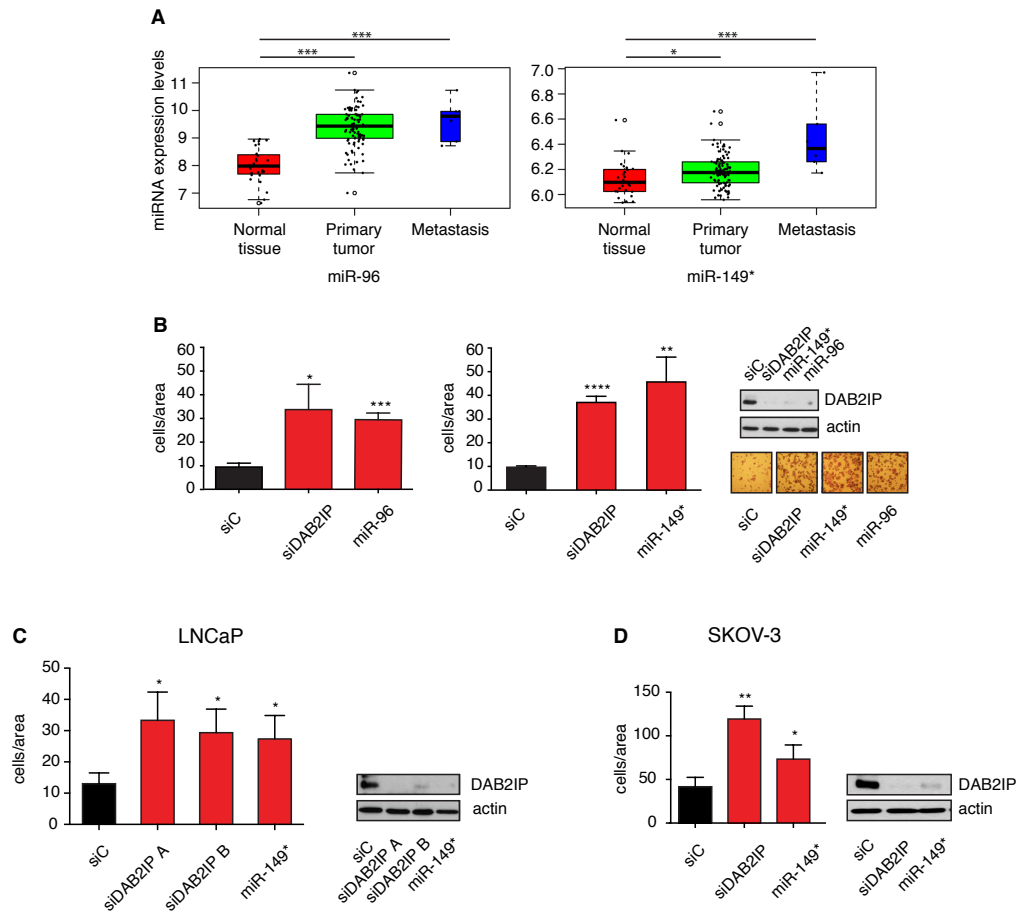 A
***
***
***
*
miRNA expression levels
11
10
9
8
7
7.0
6.8
6.6
6.4
6.2
6.0
Normal tissue
Primary tumor
Metastasis
miR-96
Normal tissue
Primary tumor
Metastasis
miR-149*
B
cells/area
60
50
40
30
20
10
0
*
***
siC
siDAB2IP
miR-96
cells/area
60
50
40
30
20
10
0
****
**
siC
siDAB2IP
miR-149*
siC
siDAB2IP
miR-149*
miR-96
DAB2IP
actin
siC
siDAB2IP
miR-149*
miR-96
C
LNCaP
cells/area
50
40
30
20
10
0
*
*
*
siC
siDAB2IP A
siDAB2IP B
miR-149*
DAB2IP
actin
siC
siDAB2IP A
siDAB2IP B
miR-149*
D
SKOV-3
cells/area
150
100
50
0
**
*
siC
siDAB2IP
miR-149*
DAB2IP
actin
siC
siDAB2IP
miR-149*